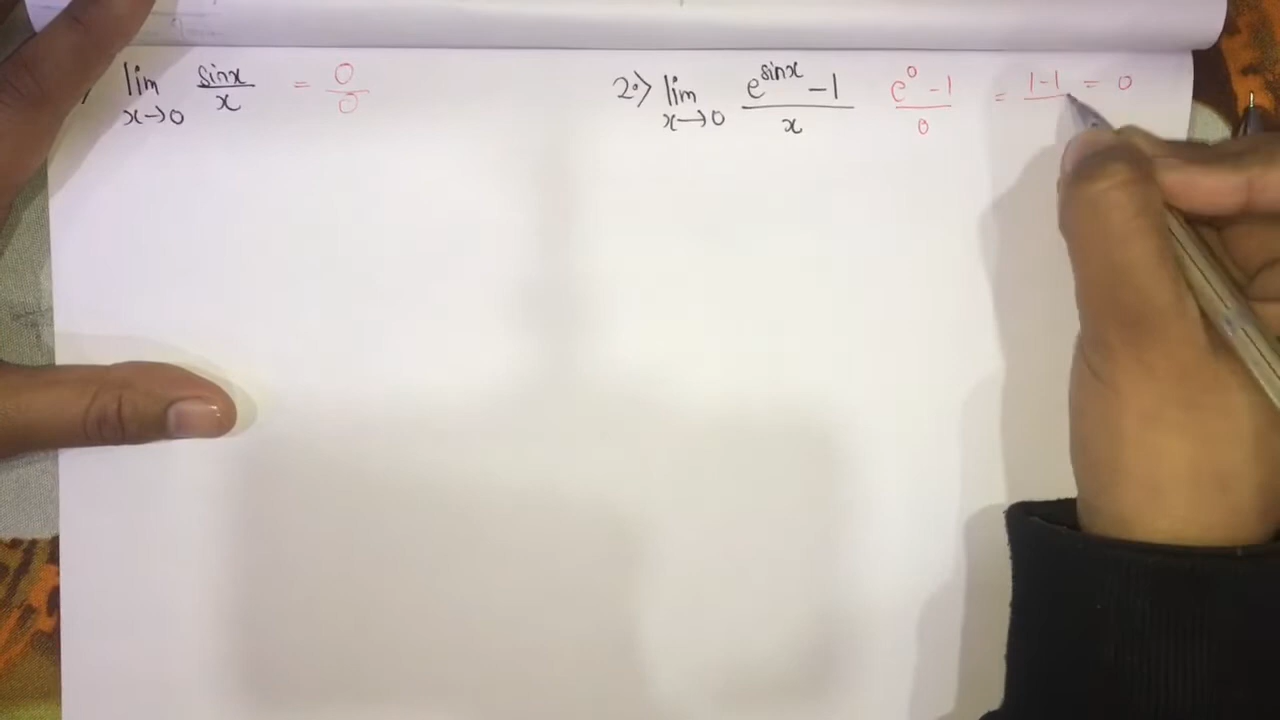 lim x→0 sinx/x = 0/0
2.) lim x→0 (e^sinx - 1)/x (e^0 - 1)/0 = 1-1 = 0